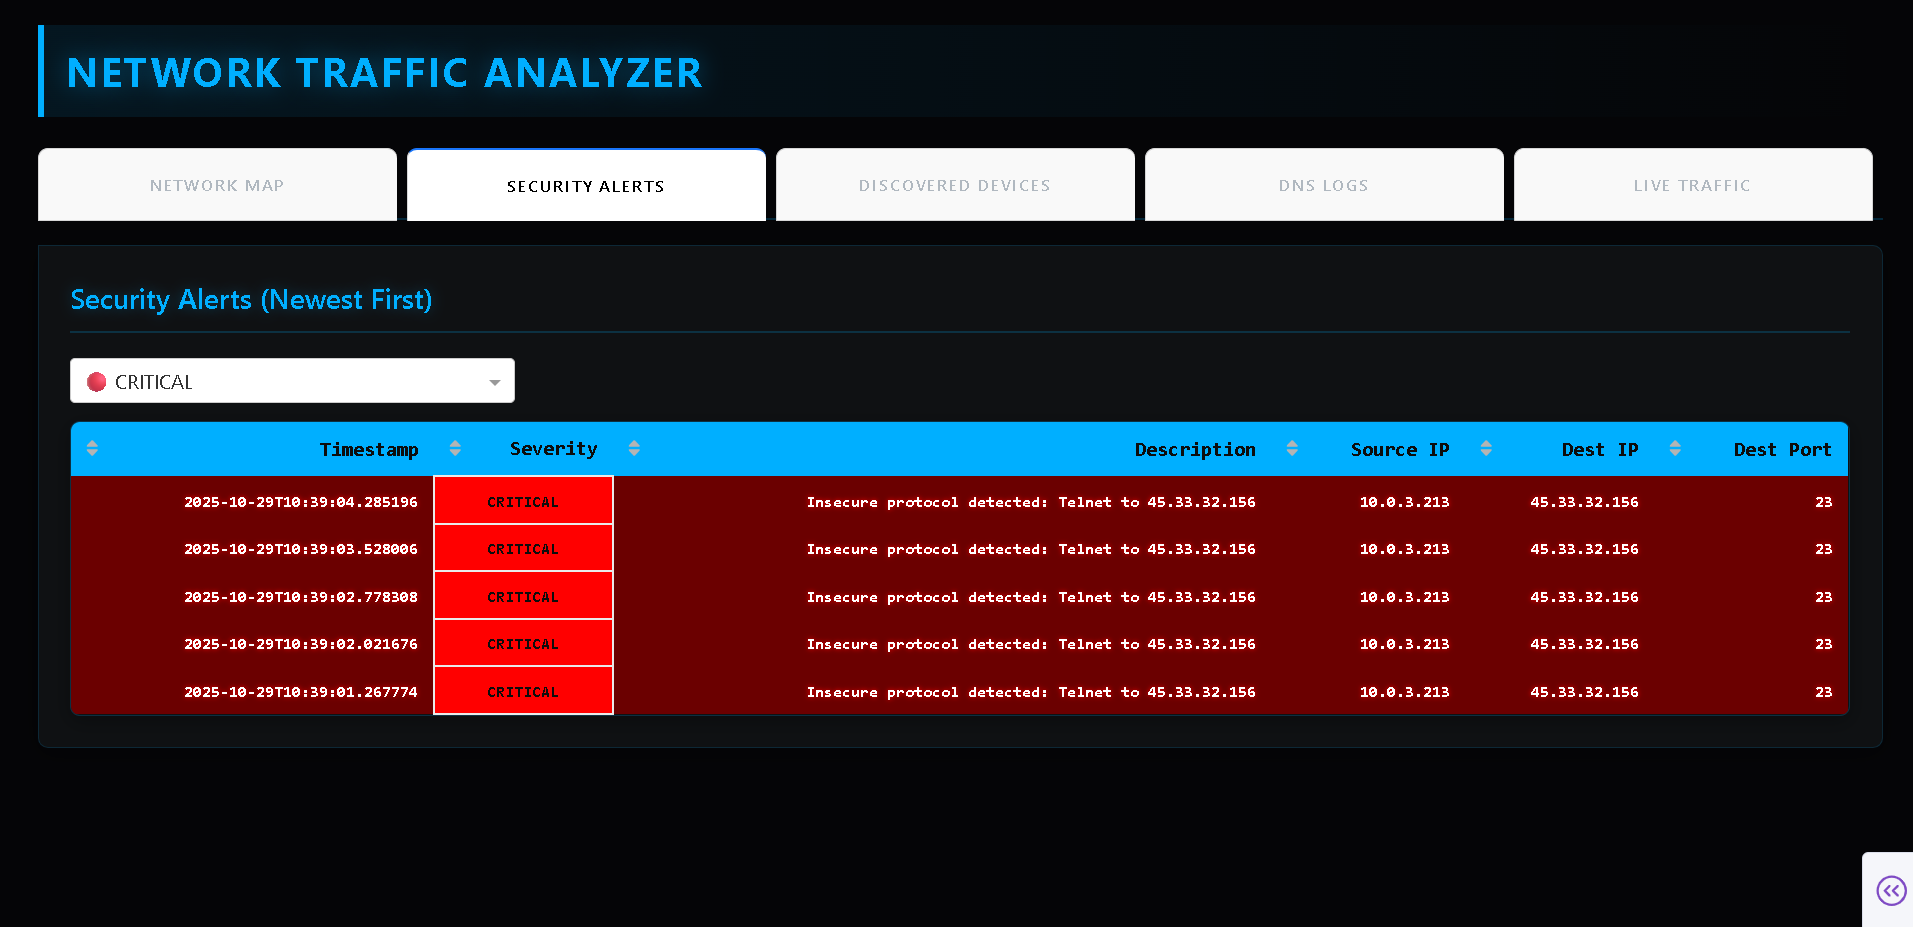 NETWORK TRAFFIC ANALYZER
NETWORK MAP SECURITY ALERTS DISCOVERED DEVICES DNS LOGS LIVE TRAFFIC
Security Alerts (Newest First)
CRITICAL
Timestamp Severity Description Source IP Dest IP Dest Port
2025-10-29T10:39:04.285196 CRITICAL Insecure protocol detected: Telnet to 45.33.32.156 10.0.3.213 45.33.32.156 23
2025-10-29T10:39:03.528006 CRITICAL Insecure protocol detected: Telnet to 45.33.32.156 10.0.3.213 45.33.32.156 23
2025-10-29T10:39:02.778308 CRITICAL Insecure protocol detected: Telnet to 45.33.32.156 10.0.3.213 45.33.32.156 23
2025-10-29T10:39:02.021676 CRITICAL Insecure protocol detected: Telnet to 45.33.32.156 10.0.3.213 45.33.32.156 23
2025-10-29T10:39:01.267774 CRITICAL Insecure protocol detected: Telnet to 45.33.32.156 10.0.3.213 45.33.32.156 23